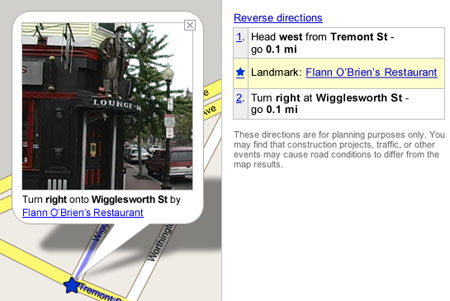 LOUNGE
Turn right onto Wigglesworth St by
Flann O'Brien's Restaurant
Ave
Wigg
Worthington
Tremont S
Reverse directions
1. Head west from Tremont St -
go 0.1 mi
Landmark: Flann O'Brien's Restaurant
2. Turn right at Wigglesworth St -
go 0.1 mi
These directions are for planning purposes only. You
may find that construction projects, traffic, or other
events may cause road conditions to differ from the
map results.